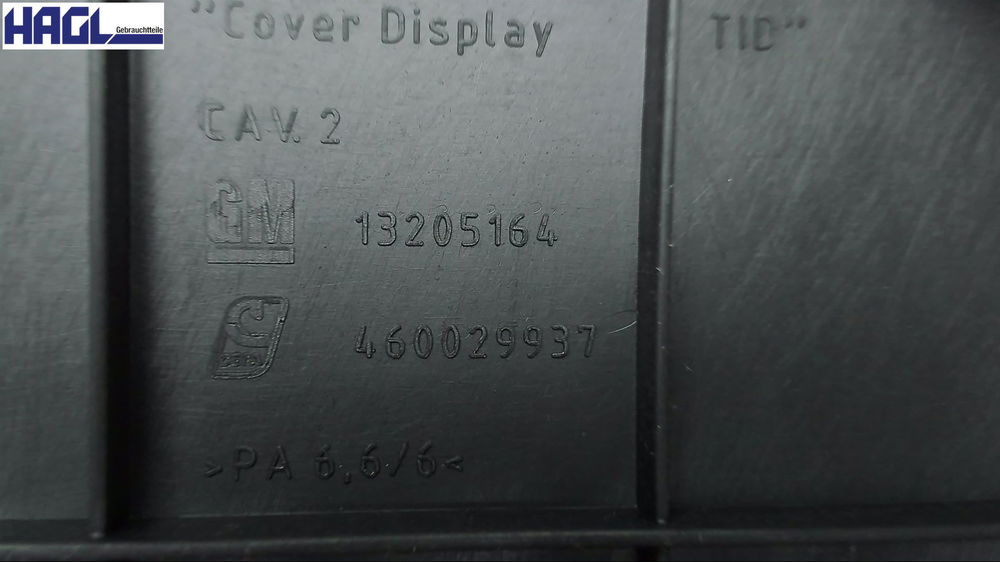 HAGL Gebrauchtteile
"Cover Display TID"
CAV. 2
GM 13205164
460029937
>PA 6,6/6<